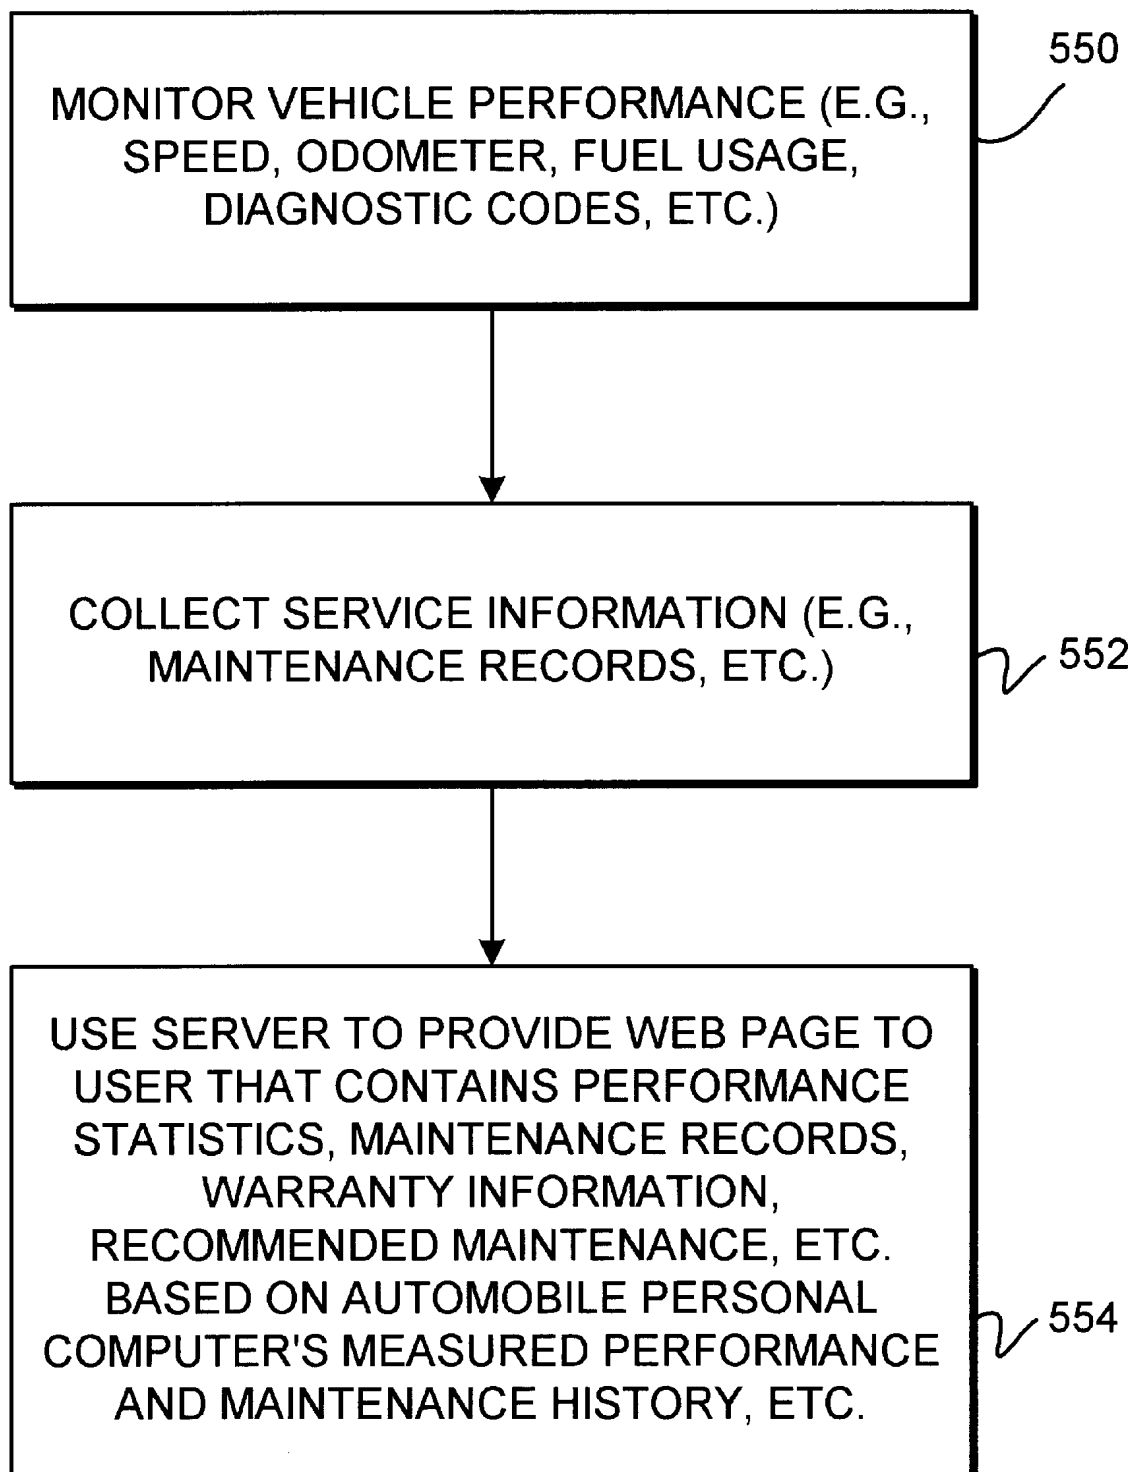 550
MONITOR VEHICLE PERFORMANCE (E.G.,
SPEED, ODOMETER, FUEL USAGE,
DIAGNOSTIC CODES, ETC.)
COLLECT SERVICE INFORMATION (E.G.,
MAINTENANCE RECORDS, ETC.)
552
USE SERVER TO PROVIDE WEB PAGE TO
USER THAT CONTAINS PERFORMANCE
STATISTICS, MAINTENANCE RECORDS,
WARRANTY INFORMATION,
RECOMMENDED MAINTENANCE, ETC.
BASED ON AUTOMOBILE PERSONAL
COMPUTER'S MEASURED PERFORMANCE
AND MAINTENANCE HISTORY, ETC.
554